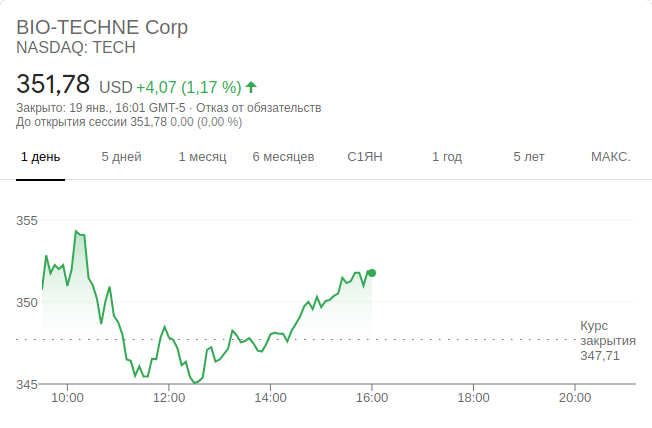 BIO-TECHNE Corp
NASDAQ: TECH
351,78 USD +4,07 (1,17 %)
Закрыто: 19 янв., 16:01 GMT-5 · Отказ от обязательств
До открытия сессии 351,78 0,00 (0,00 %)
1 день 5 дней 1 месяц 6 месяцев С1ЯН 1 год 5 лет МАКС.
355
350
Курс
закрытия
347,71
345
10:00 12:00 14:00 16:00 18:00 20:00